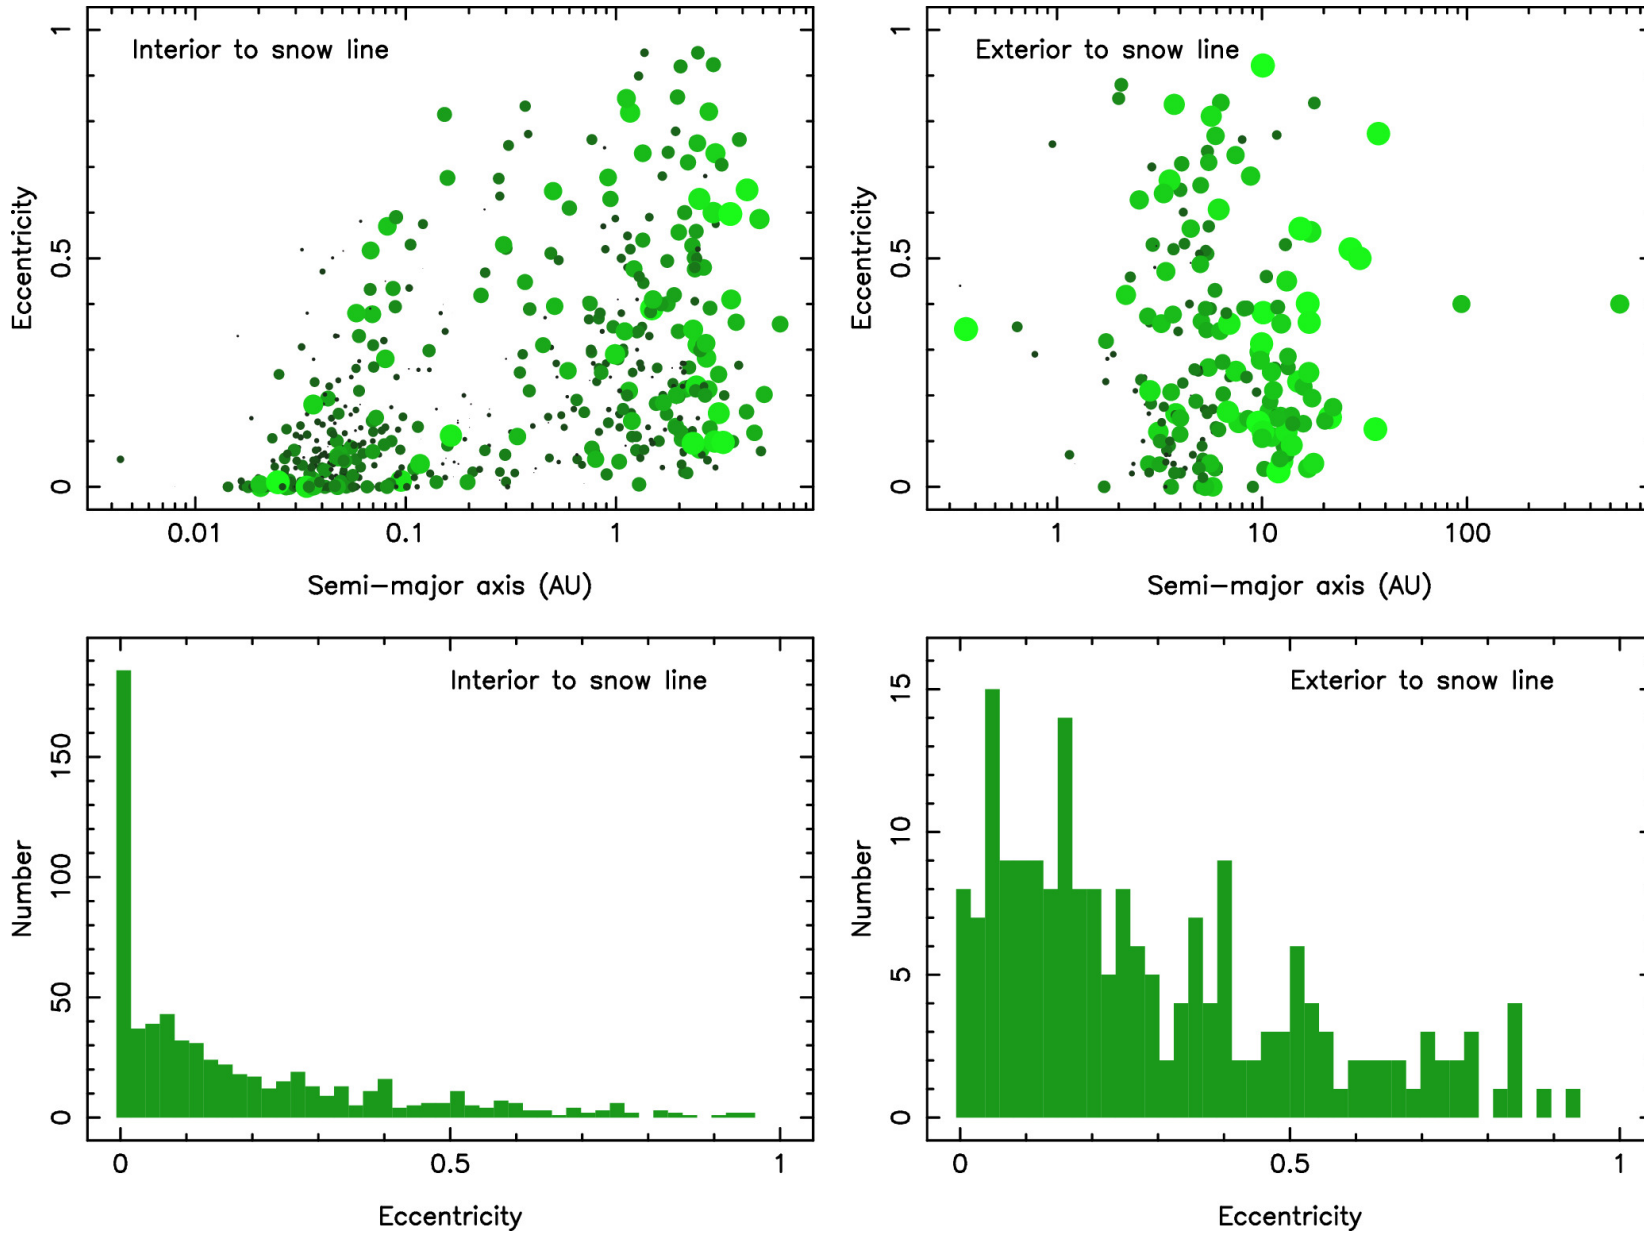 Interior to snow line
Eccentricity
1
0.5
0
0.01
0.1
1
Semi-major axis (AU)
Exterior to snow line
Eccentricity
1
0.5
0
1
10
100
Semi-major axis (AU)
Interior to snow line
Number
150
100
50
0
0
0.5
1
Eccentricity
Exterior to snow line
Number
15
10
5
0
0
0.5
1
Eccentricity